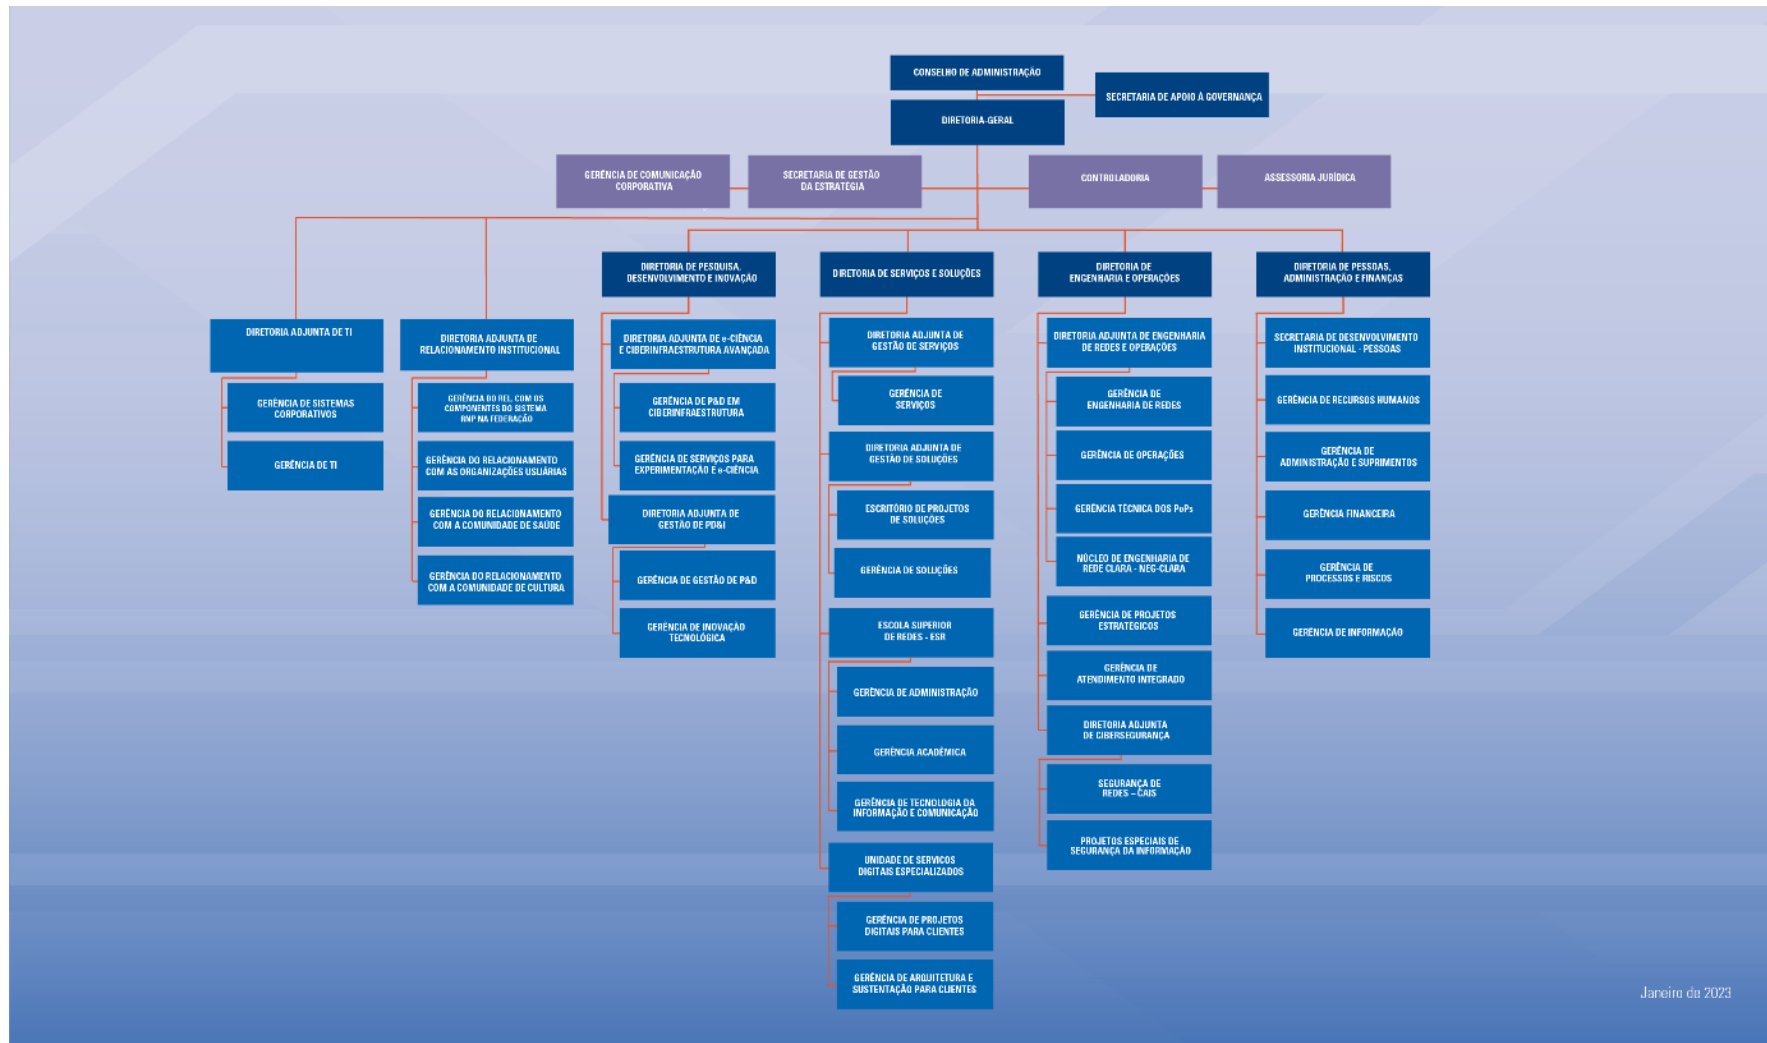 CONSELHO DE ADMINISTRAÇÃO
SECRETARIA DE APOIO À GOVERNANÇA
DIRETORIA-GERAL
GERÊNCIA DE COMUNICAÇÃO
CORPORATIVA
SECRETARIA DE GESTÃO
DA ESTRATÉGIA
CONTROLADORIA
ASSESSORIA JURÍDICA
DIRETORIA ADJUNTA DE TI
GERÊNCIA DE SISTEMAS
CORPORATIVOS
GERÊNCIA DE TI
DIRETORIA ADJUNTA DE
RELACIONAMENTO INSTITUCIONAL
GERÊNCIA DO REL. COM OS
COMPONENTES DO SISTEMA
RNP NA FEDERAÇÃO
GERÊNCIA DO RELACIONAMENTO
COM AS ORGANIZAÇÕES USUÁRIAS
GERÊNCIA DO RELACIONAMENTO
COM A COMUNIDADE DE SAÚDE
GERÊNCIA DO RELACIONAMENTO
COM A COMUNIDADE DE CULTURA
DIRETORIA DE PESQUISA,
DESENVOLVIMENTO E INOVAÇÃO
DIRETORIA ADJUNTA DE e-CIÊNCIA
E CIBERINFRAESTRUTURA AVANÇADA
GERÊNCIA DE P&D EM
CIBERINFRAESTRUTURA
GERÊNCIA DE SERVIÇOS PARA
EXPERIMENTAÇÃO E e-CIÊNCIA
DIRETORIA ADJUNTA DE
GESTÃO DE PD&I
GERÊNCIA DE GESTÃO DE P&D
GERÊNCIA DE INOVAÇÃO
TECNOLÓGICA
DIRETORIA DE SERVIÇOS E SOLUÇÕES
DIRETORIA ADJUNTA DE
GESTÃO DE SERVIÇOS
GERÊNCIA DE
SERVIÇOS
DIRETORIA ADJUNTA DE
GESTÃO DE SOLUÇÕES
ESCRITÓRIO DE PROJETOS
DE SOLUÇÕES
GERÊNCIA DE SOLUÇÕES
ESCOLA SUPERIOR
DE REDES - ESR
GERÊNCIA DE ADMINISTRAÇÃO
GERÊNCIA ACADÊMICA
GERÊNCIA DE TECNOLOGIA DA
INFORMAÇÃO E COMUNICAÇÃO
UNIDADE DE SERVICOS
DIGITAIS ESPECIALIZADOS
GERÊNCIA DE PROJETOS
DIGITAIS PARA CLIENTES
GERÊNCIA DE ARQUITETURA E
SUSTENTAÇÃO PARA CLIENTES
DIRETORIA DE
ENGENHARIA E OPERAÇÕES
DIRETORIA ADJUNTA DE ENGENHARIA
DE REDES E OPERAÇÕES
GERÊNCIA DE
ENGENHARIA DE REDES
GERÊNCIA DE OPERAÇÕES
GERÊNCIA TÉCNICA DOS PoPs
NÚCLEO DE ENGENHARIA DE
REDE CLARA - NEG-CLARA
GERÊNCIA DE PROJETOS
ESTRATÉGICOS
GERÊNCIA DE
ATENDIMENTO INTEGRADO
DIRETORIA ADJUNTA
DE CIBERSEGURANÇA
SEGURANÇA DE
REDES – CAIS
PROJETOS ESPECIAIS DE
SEGURANÇA DA INFORMAÇÃO
DIRETORIA DE PESSOAS,
ADMINISTRAÇÃO E FINANÇAS
SECRETARIA DE DESENVOLVIMENTO
INSTITUCIONAL - PESSOAS
GERÊNCIA DE RECURSOS HUMANOS
GERÊNCIA DE
ADMINISTRAÇÃO E SUPRIMENTOS
GERÊNCIA FINANCEIRA
GERÊNCIA DE
PROCESSOS E RISCOS
GERÊNCIA DE INFORMAÇÃO
Janeiro de 2023